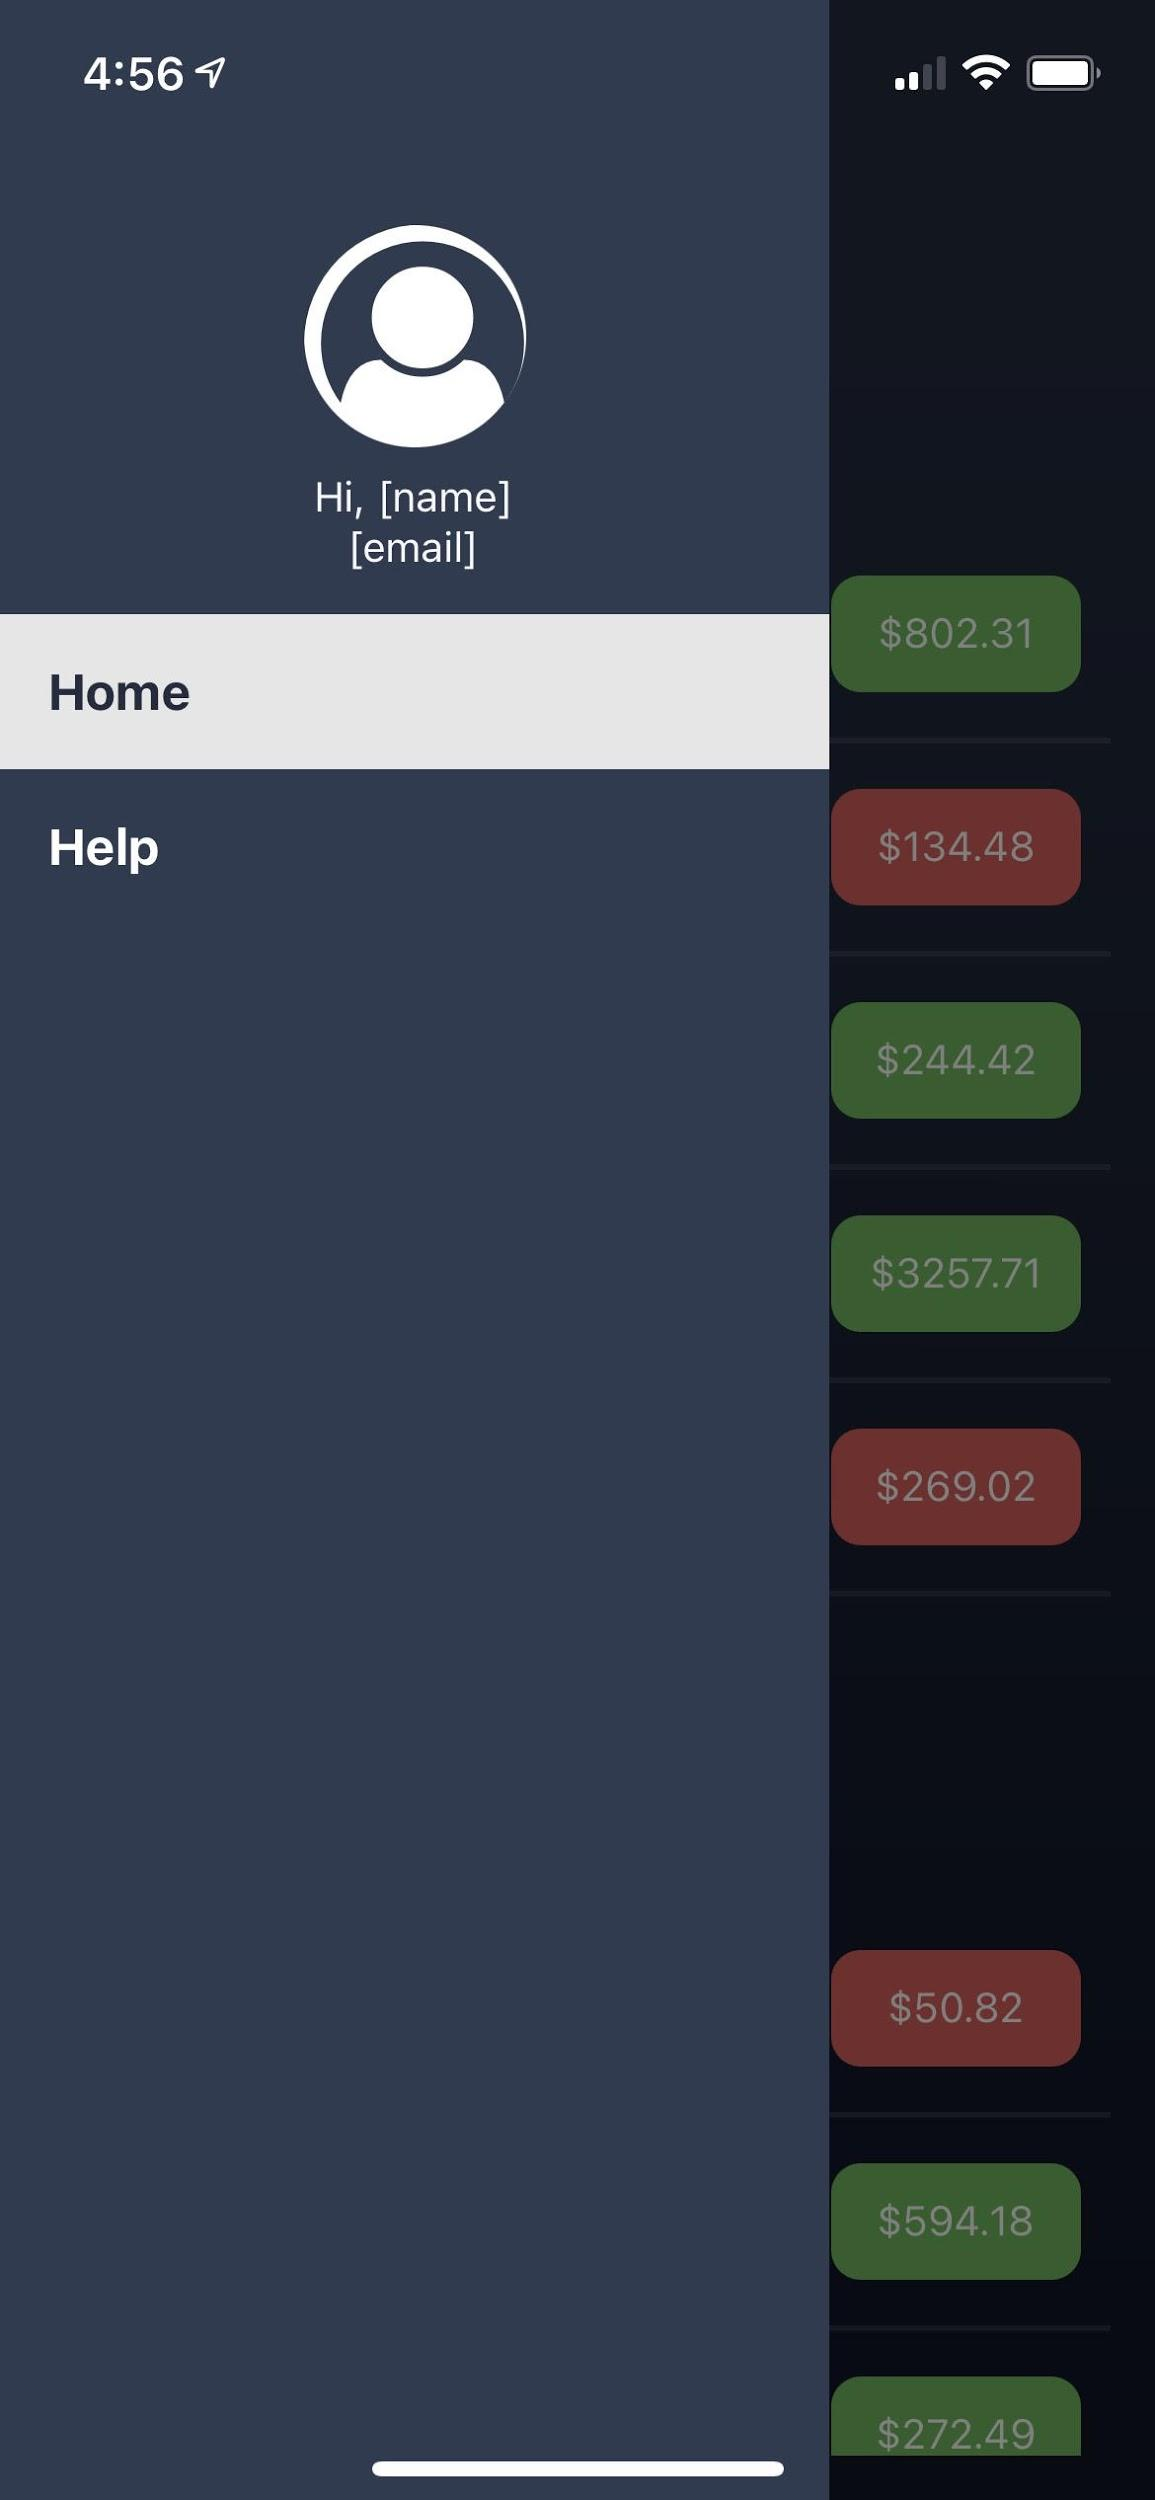 4:56
Hi, [name]
[email]
Home
Help
$802.31
$134.48
$244.42
$3257.71
$269.02
$50.82
$594.18
$272.49